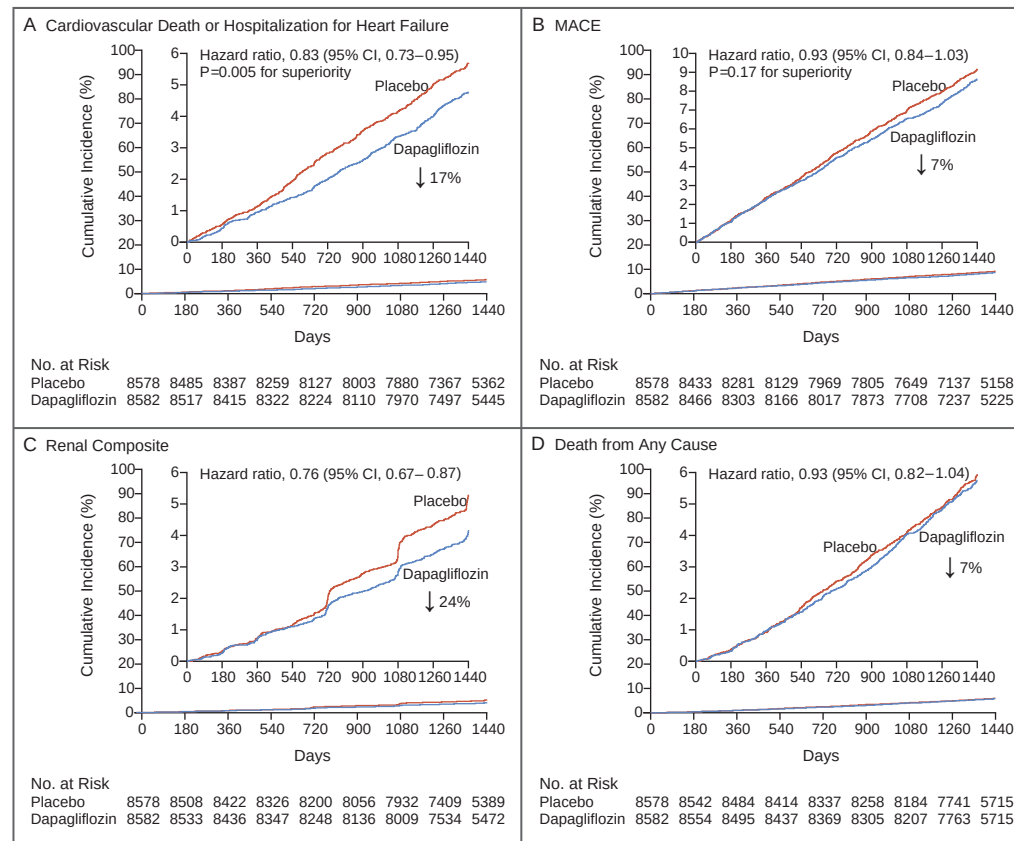 A Cardiovascular Death or Hospitalization for Heart Failure
Cumulative Incidence (%)
100
90
80
70
60
50
40
30
20
10
0
6
5
4
3
2
1
0
Hazard ratio, 0.83 (95% CI, 0.73–0.95)
P=0.005 for superiority
Placebo
Dapagliflozin
↓ 17%
0 180 360 540 720 900 1080 1260 1440
0 180 360 540 720 900 1080 1260 1440
Days
No. at Risk
Placebo 8578 8485 8387 8259 8127 8003 7880 7367 5362
Dapagliflozin 8582 8517 8415 8322 8224 8110 7970 7497 5445
B MACE
Cumulative Incidence (%)
100
90
80
70
60
50
40
30
20
10
0
10
9
8
7
6
5
4
3
2
1
0
Hazard ratio, 0.93 (95% CI, 0.84–1.03)
P=0.17 for superiority
Placebo
Dapagliflozin
↓ 7%
0 180 360 540 720 900 1080 1260 1440
0 180 360 540 720 900 1080 1260 1440
Days
No. at Risk
Placebo 8578 8433 8281 8129 7969 7805 7649 7137 5158
Dapagliflozin 8582 8466 8303 8166 8017 7873 7708 7237 5225
C Renal Composite
Cumulative Incidence (%)
100
90
80
70
60
50
40
30
20
10
0
6
5
4
3
2
1
0
Hazard ratio, 0.76 (95% CI, 0.67–0.87)
Placebo
Dapagliflozin
↓ 24%
0 180 360 540 720 900 1080 1260 1440
0 180 360 540 720 900 1080 1260 1440
Days
No. at Risk
Placebo 8578 8508 8422 8326 8200 8056 7932 7409 5389
Dapagliflozin 8582 8533 8436 8347 8248 8136 8009 7534 5472
D Death from Any Cause
Cumulative Incidence (%)
100
90
80
70
60
50
40
30
20
10
0
6
5
4
3
2
1
0
Hazard ratio, 0.93 (95% CI, 0.82–1.04)
Placebo
Dapagliflozin
↓ 7%
0 180 360 540 720 900 1080 1260 1440
0 180 360 540 720 900 1080 1260 1440
Days
No. at Risk
Placebo 8578 8542 8484 8414 8337 8258 8184 7741 5715
Dapagliflozin 8582 8554 8495 8437 8369 8305 8207 7763 5715